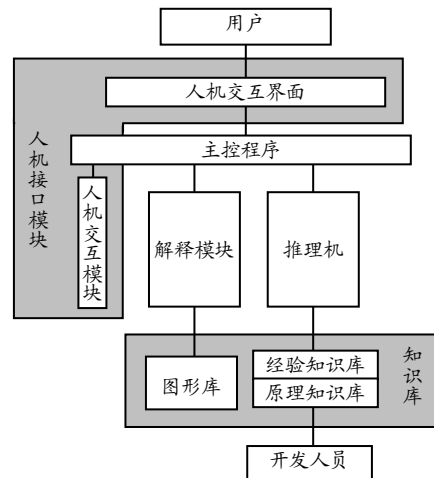 用户
人机交互界面
人机接口模块
主控程序
人机交互模块
解释模块
推理机
图形库
经验知识库
原理知识库
知识库
开发人员